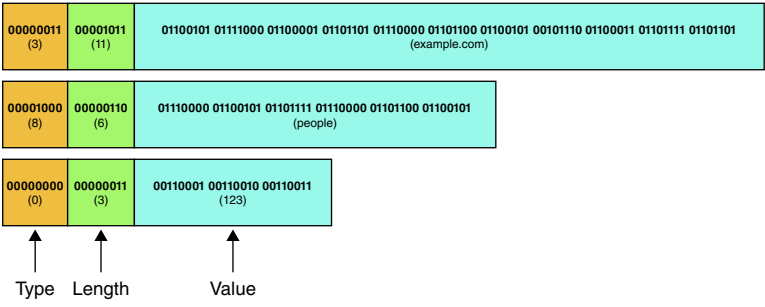 00000011 00001011 01100101 01111000 01100001 01101101 01110000 01101100 01100101 00101110 01100011 01101111 01101101
(3) (11) (example.com)
00001000 00000110 01110000 01100101 01101111 01110000 01101100 01100101
(8) (6) (people)
00000000 00000011 00110001 00110010 00110011
(0) (3) (123)
Type Length Value